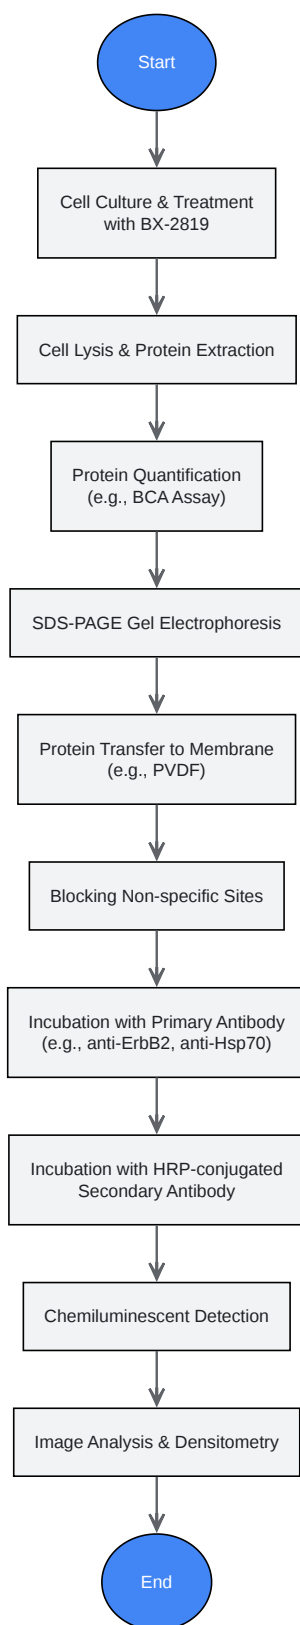 Start
Cell Culture & Treatment
with BX-2819
Cell Lysis & Protein Extraction
Protein Quantification
(e.g., BCA Assay)
SDS-PAGE Gel Electrophoresis
Protein Transfer to Membrane
(e.g., PVDF)
Blocking Non-specific Sites
Incubation with Primary Antibody
(e.g., anti-ErbB2, anti-Hsp70)
Incubation with HRP-conjugated
Secondary Antibody
Chemiluminescent Detection
Image Analysis & Densitometry
End